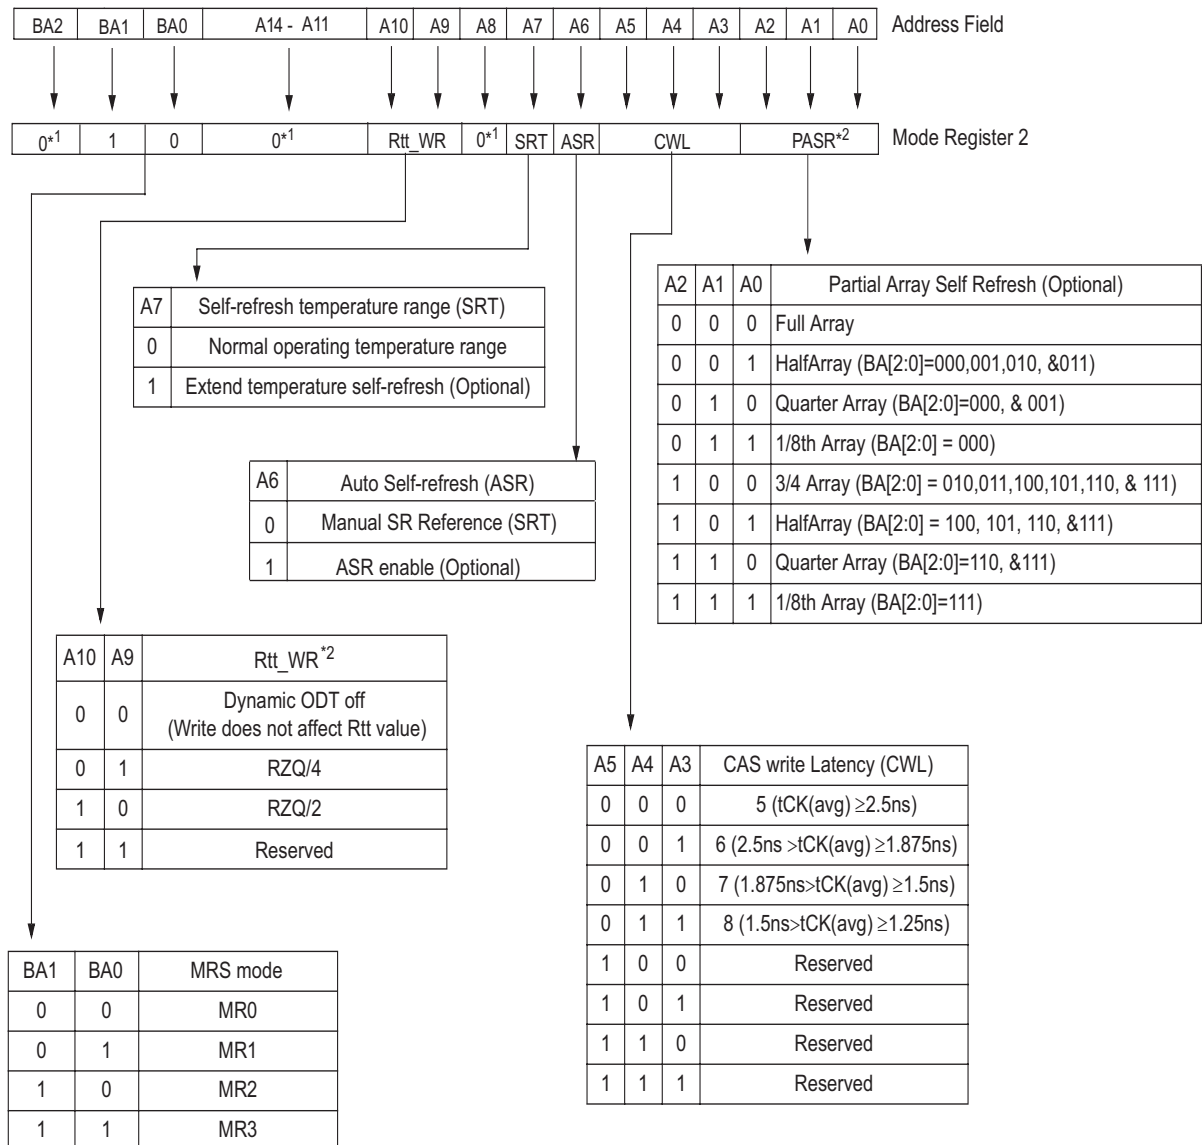 BA2 BA1 BA0 A14 - A11 A10 A9 A8 A7 A6 A5 A4 A3 A2 A1 A0 Address Field
0*1 1 0 0*1 Rtt_WR 0*1 SRT ASR CWL PASR*2 Mode Register 2
A7 Self-refresh temperature range (SRT)
0 Normal operating temperature range
1 Extend temperature self-refresh (Optional)
A2 A1 A0 Partial Array Self Refresh (Optional)
0 0 0 Full Array
0 0 1 HalfArray (BA[2:0]=000,001,010, &011)
0 1 0 Quarter Array (BA[2:0]=000, & 001)
0 1 1 1/8th Array (BA[2:0] = 000)
1 0 0 3/4 Array (BA[2:0] = 010,011,100,101,110, & 111)
1 0 1 HalfArray (BA[2:0] = 100, 101, 110, &111)
1 1 0 Quarter Array (BA[2:0]=110, &111)
1 1 1 1/8th Array (BA[2:0]=111)
A6 Auto Self-refresh (ASR)
0 Manual SR Reference (SRT)
1 ASR enable (Optional)
A10 A9 Rtt_WR*2
0 0 Dynamic ODT off
(Write does not affect Rtt value)
0 1 RZQ/4
1 0 RZQ/2
1 1 Reserved
A5 A4 A3 CAS write Latency (CWL)
0 0 0 5 (tCK(avg) ≥2.5ns)
0 0 1 6 (2.5ns >tCK(avg) ≥1.875ns)
0 1 0 7 (1.875ns>tCK(avg) ≥1.5ns)
0 1 1 8 (1.5ns>tCK(avg) ≥1.25ns)
1 0 0 Reserved
1 0 1 Reserved
1 1 0 Reserved
1 1 1 Reserved
BA1 BA0 MRS mode
0 0 MR0
0 1 MR1
1 0 MR2
1 1 MR3